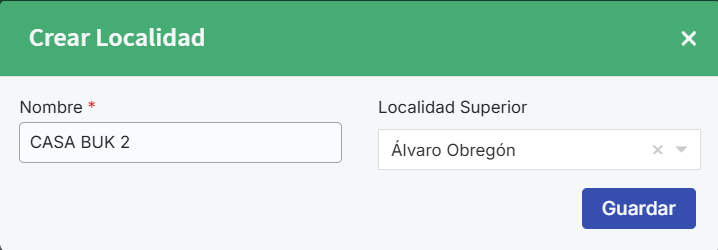 Crear Localidad
Nombre *
Localidad Superior
CASA BUK 2
Álvaro Obregón
Guardar